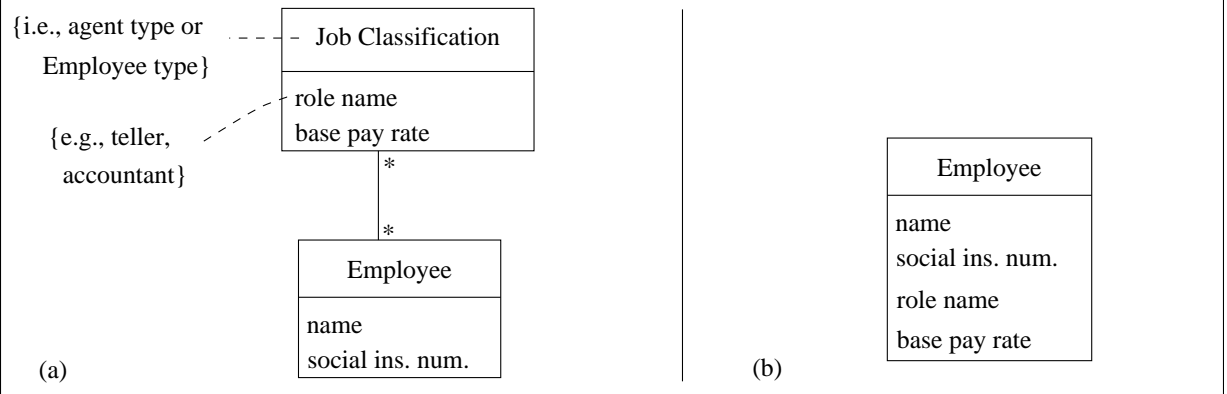 {i.e., agent type or
Employee type}
Job Classification
role name
base pay rate
{e.g., teller,
accountant}
*
*
Employee
name
social ins. num.
(a)
Employee
name
social ins. num.
role name
base pay rate
(b)